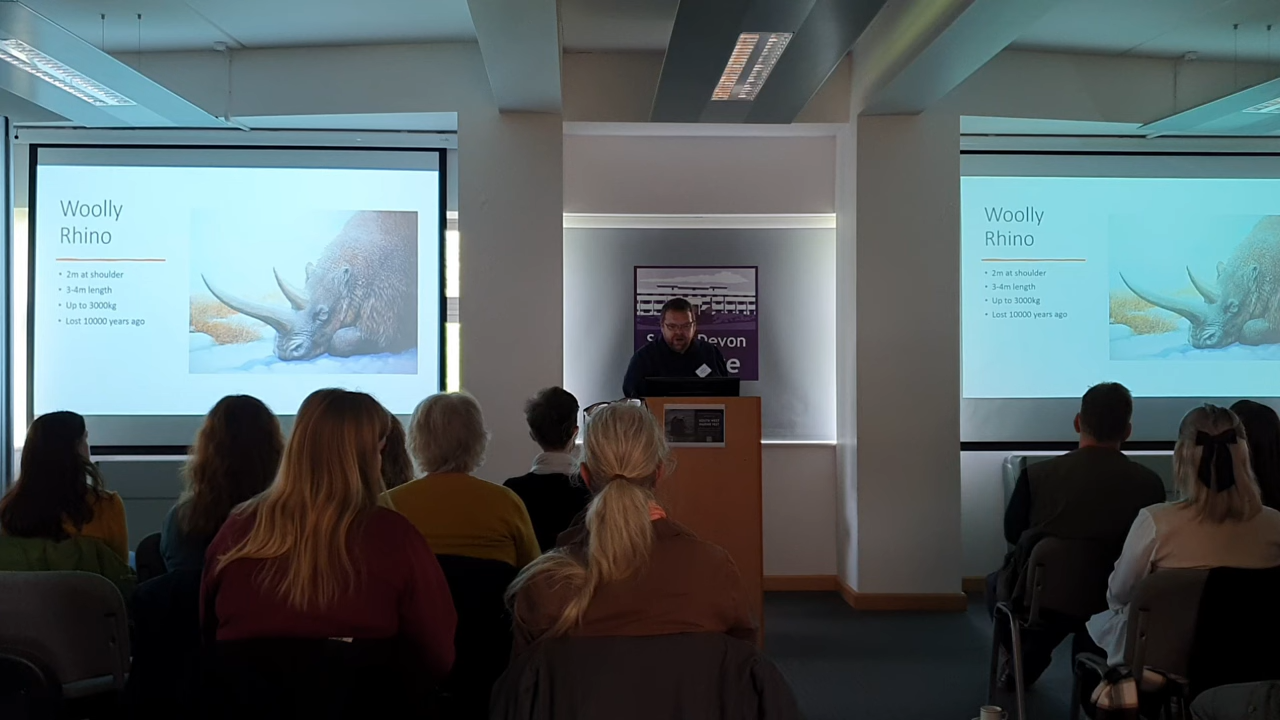 Woolly
Rhino
• 2m at shoulder
• 3-4m length
• Up to 3000kg
• Lost 10000 years ago
Devon
Woolly
Rhino
• 2m at shoulder
• 3-4m length
• Up to 3000kg
• Lost 10000 years ago